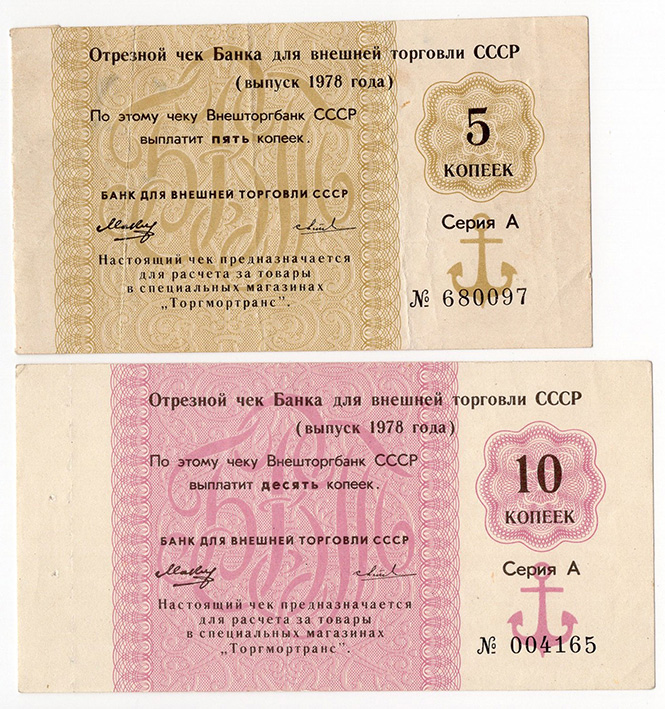 Отрезной чек Банка для внешней торговли СССР
(выпуск 1978 года)
По этому чеку Внешторгбанк СССР
выплатит пять копеек.
5
КОПЕЕК
БАНК ДЛЯ ВНЕШНЕЙ ТОРГОВЛИ СССР
Серия А
Настоящий чек предназначается
для расчета за товары
в специальных магазинах
„Торгмортранс".
№ 680097
Отрезной чек Банка для внешней торговли СССР
(выпуск 1978 года)
По этому чеку Внешторгбанк СССР
выплатит десять копеек.
10
КОПЕЕК
БАНК ДЛЯ ВНЕШНЕЙ ТОРГОВЛИ СССР
Серия А
Настоящий чек предназначается
для расчета за товары
в специальных магазинах
„Торгмортранс".
№ 004165